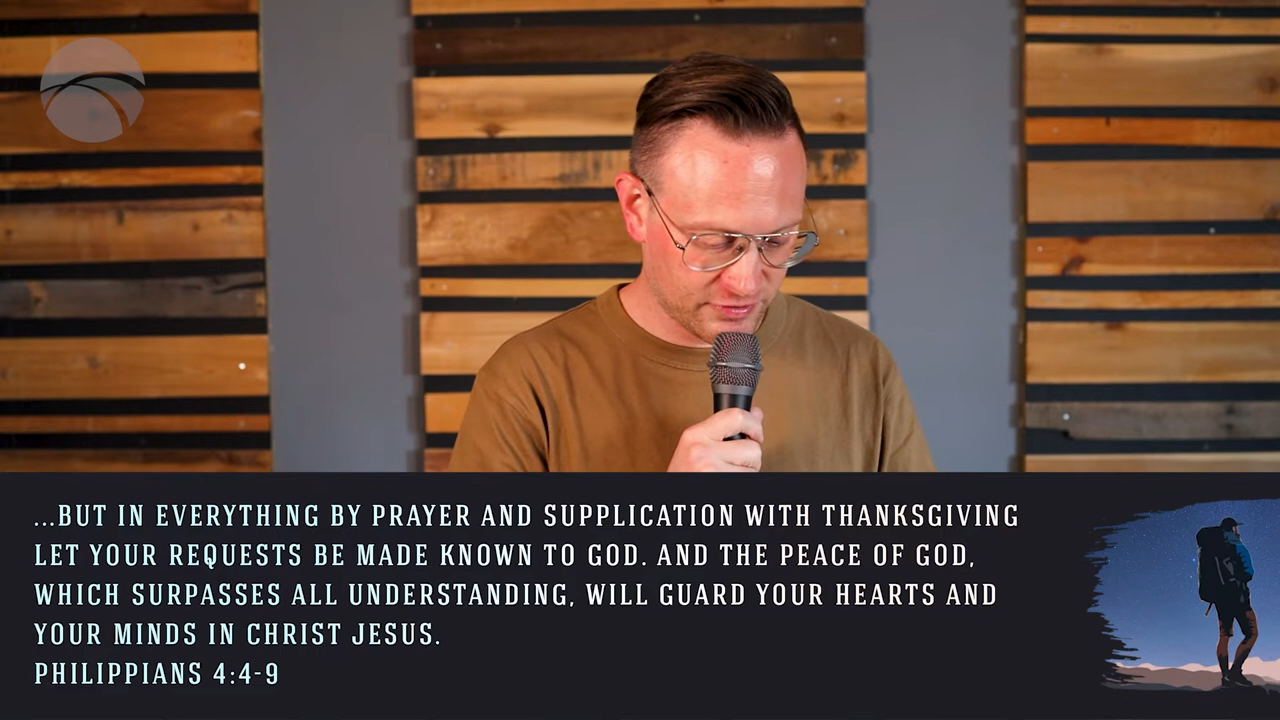 ...BUT IN EVERYTHING BY PRAYER AND SUPPLICATION WITH THANKSGIVING
LET YOUR REQUESTS BE MADE KNOWN TO GOD. AND THE PEACE OF GOD,
WHICH SURPASSES ALL UNDERSTANDING, WILL GUARD YOUR HEARTS AND
YOUR MINDS IN CHRIST JESUS.
PHILIPPIANS 4:4-9